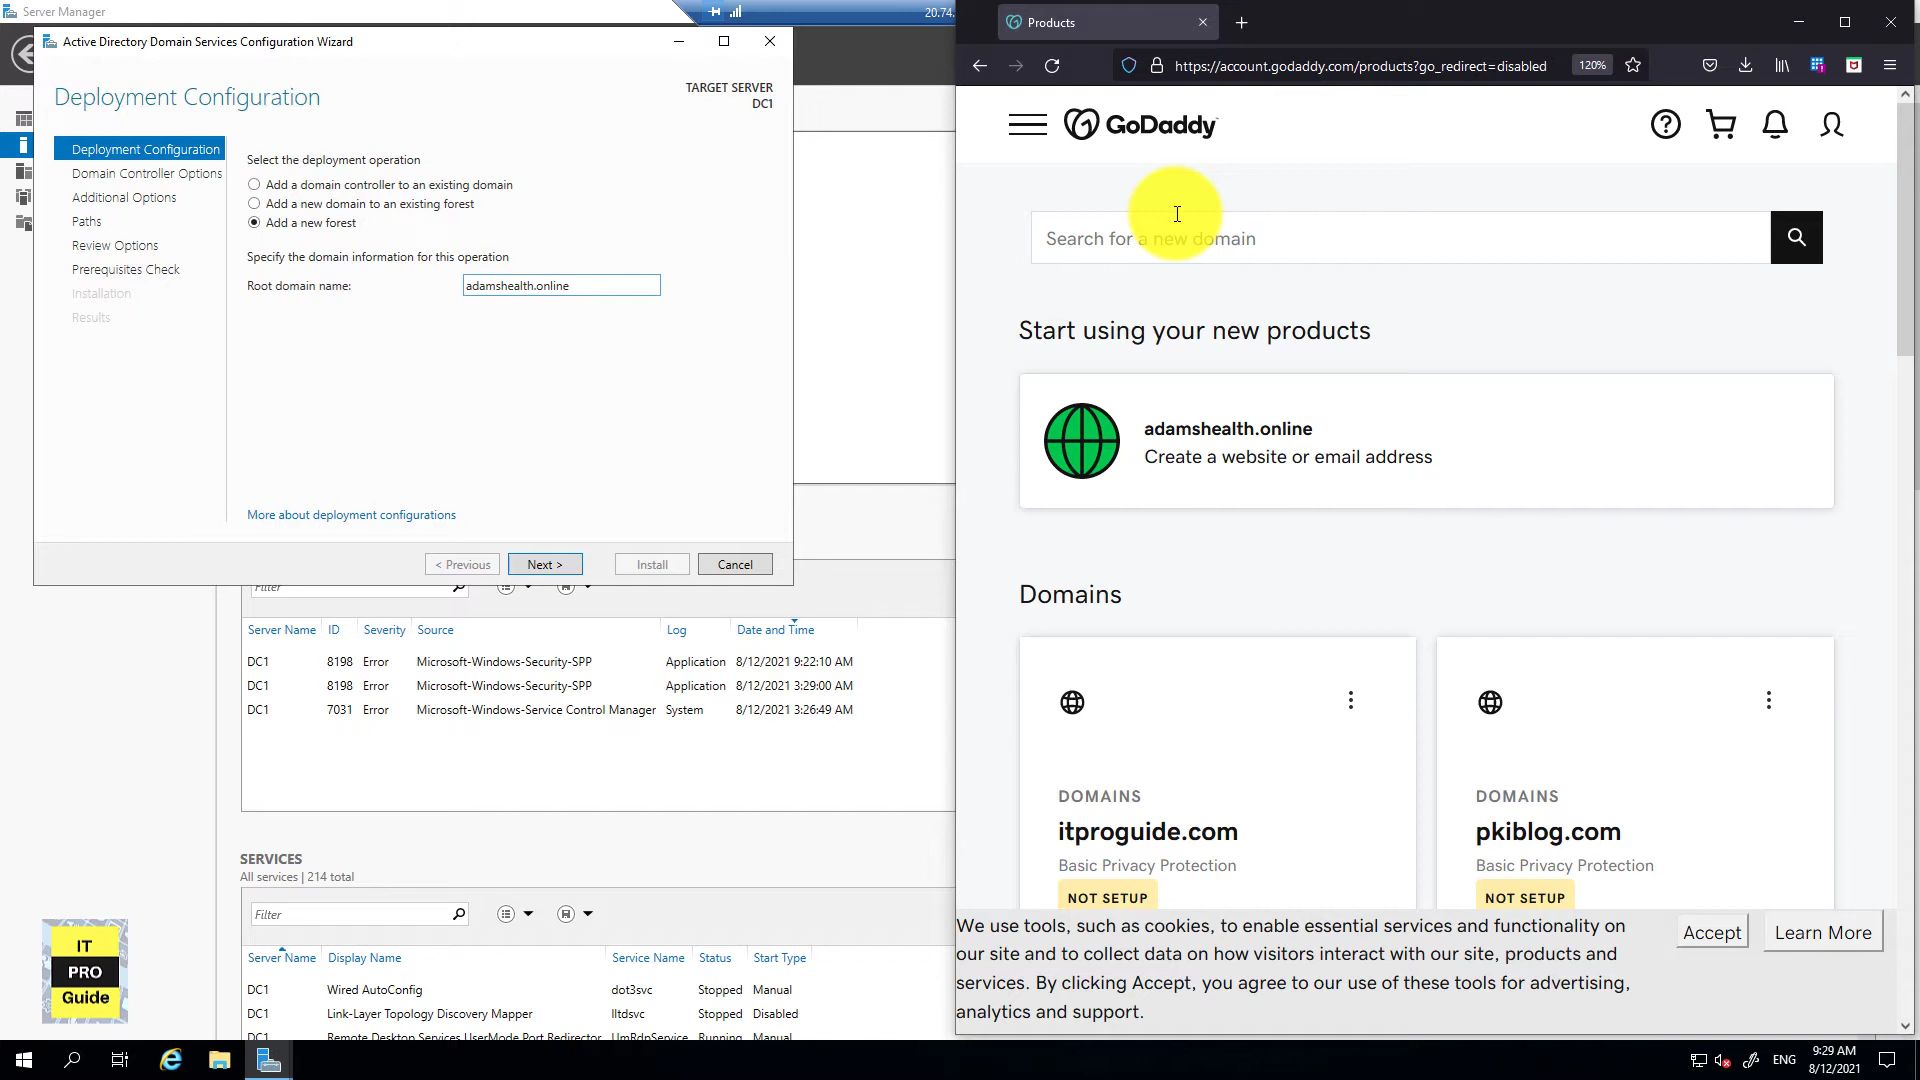 Server Manager
20.74.
Active Directory Domain Services Configuration Wizard
Deployment Configuration
TARGET SERVER
DC1
Deployment Configuration
Domain Controller Options
Additional Options
Paths
Review Options
Prerequisites Check
Installation
Results
Select the deployment operation
Add a domain controller to an existing domain
Add a new domain to an existing forest
Add a new forest
Specify the domain information for this operation
Root domain name:
adamshealth.online
More about deployment configurations
< Previous
Next >
Install
Cancel
Filter
Server Name ID Severity Source Log Date and Time
DC1 8198 Error Microsoft-Windows-Security-SPP Application 8/12/2021 9:22:10 AM
DC1 8198 Error Microsoft-Windows-Security-SPP Application 8/12/2021 3:29:00 AM
DC1 7031 Error Microsoft-Windows-Service Control Manager System 8/12/2021 3:26:49 AM
SERVICES
All services | 214 total
Filter
Server Name Display Name Service Name Status Start Type
DC1 Wired AutoConfig dot3svc Stopped Manual
DC1 Link-Layer Topology Discovery Mapper lltdsvc Stopped Disabled
DC1 Remote Desktop Services UserMode Port Redirector UmRdpService Running Manual
IT
PRO
Guide
Products
https://account.godaddy.com/products?go_redirect=disabled
120%
GoDaddy
Search for a new domain
Start using your new products
adamshealth.online
Create a website or email address
Domains
DOMAINS
itproguide.com
Basic Privacy Protection
NOT SETUP
DOMAINS
pkiblog.com
Basic Privacy Protection
NOT SETUP
We use tools, such as cookies, to enable essential services and functionality on
our site and to collect data on how visitors interact with our site, products and
services. By clicking Accept, you agree to our use of these tools for advertising,
analytics and support.
Accept
Learn More
ENG
9:29 AM
8/12/2021